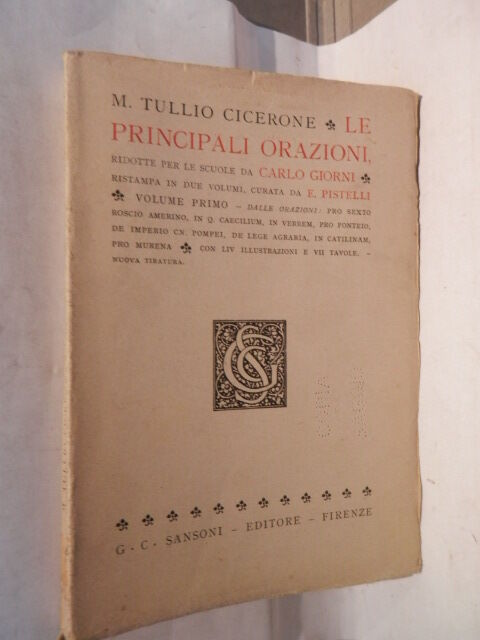 M. TULLIO CICERONE ✤ LE
PRINCIPALI ORAZIONI,
RIDOTTE PER LE SCUOLE DA CARLO GIORNI ✤
RISTAMPA IN DUE VOLUMI, CURATA DA E. PISTELLI
✤ VOLUME PRIMO – DALLE ORAZIONI: PRO SEXTO
ROSCIO AMERINO, IN Q. CAECILIUM, IN VERREM, PRO FONTEIO,
DE IMPERIO CN. POMPEI, DE LEGE AGRARIA, IN CATILINAM,
PRO MURENA ✤ CON LIV ILLUSTRAZIONI E VII TAVOLE. –
NUOVA TIRATURA.
G. C. SANSONI – EDITORE – FIRENZE